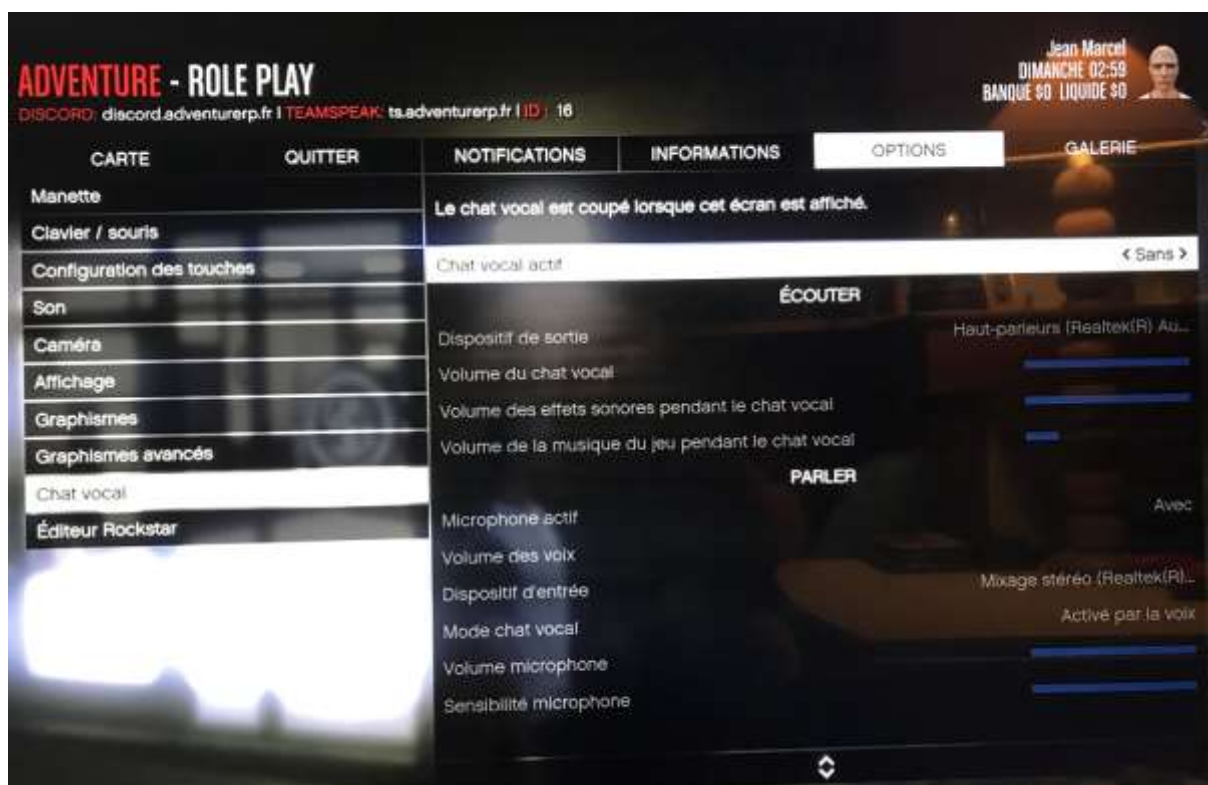 ADVENTURE - ROLE PLAY
DISCORD: discord.adventurerp.fr | TEAMSPEAK: ts.adventurerp.fr | ID : 16
Jean Marcel
DIMANCHE 02:59
BANQUE $0 LIQUIDE $0
CARTE QUITTER NOTIFICATIONS INFORMATIONS OPTIONS GALERIE
Manette
Clavier / souris
Configuration des touches
Son
Caméra
Affichage
Graphismes
Graphismes avancés
Chat vocal
Éditeur Rockstar
Le chat vocal est coupé lorsque cet écran est affiché.
Chat vocal actif < Sans >
ÉCOUTER
Dispositif de sortie Haut-parleurs (Realtek(R) Au...
Volume du chat vocal
Volume des effets sonores pendant le chat vocal
Volume de la musique du jeu pendant le chat vocal
PARLER
Microphone actif Avec
Volume des voix
Dispositif d'entrée Mixage stéréo (Realtek(R)...
Mode chat vocal Activé par la voix
Volume microphone
Sensibilité microphone